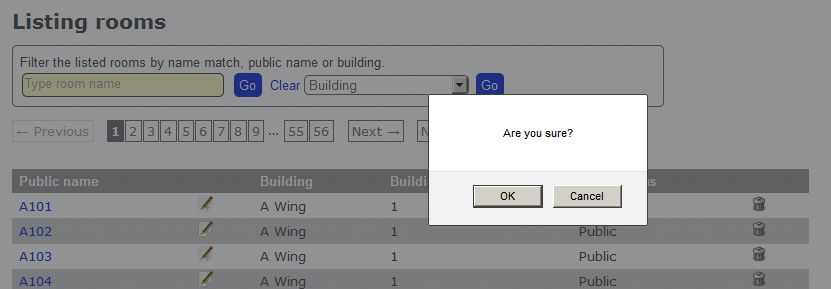 Listing rooms
Filter the listed rooms by name match, public name or building.
Type room name Go Clear Building Go
← Previous 1 2 3 4 5 6 7 8 9 ... 55 56 Next → N
Are you sure?
OK Cancel
Public name Building Buildi s
A101 A Wing 1
A102 A Wing 1 Public
A103 A Wing 1 Public
A104 A Wing 1 Public